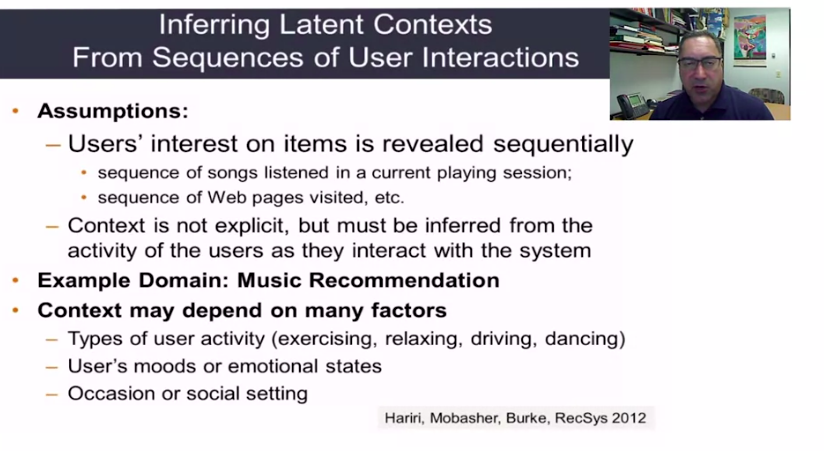 Inferring Latent Contexts
From Sequences of User Interactions
• Assumptions:
– Users' interest on items is revealed sequentially
• sequence of songs listened in a current playing session;
• sequence of Web pages visited, etc.
– Context is not explicit, but must be inferred from the
activity of the users as they interact with the system
• Example Domain: Music Recommendation
• Context may depend on many factors
– Types of user activity (exercising, relaxing, driving, dancing)
– User's moods or emotional states
– Occasion or social setting
Hariri, Mobasher, Burke, RecSys 2012